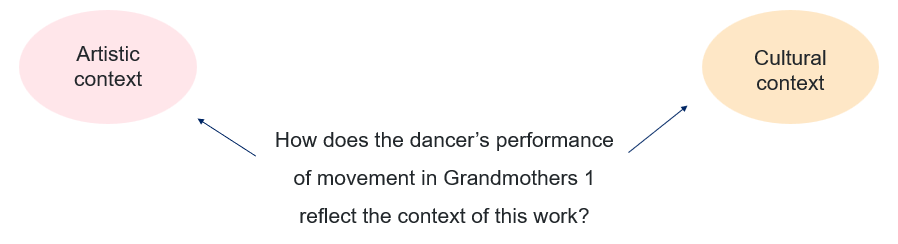 Artistic
context
Cultural
context
How does the dancer’s performance
of movement in Grandmothers 1
reflect the context of this work?